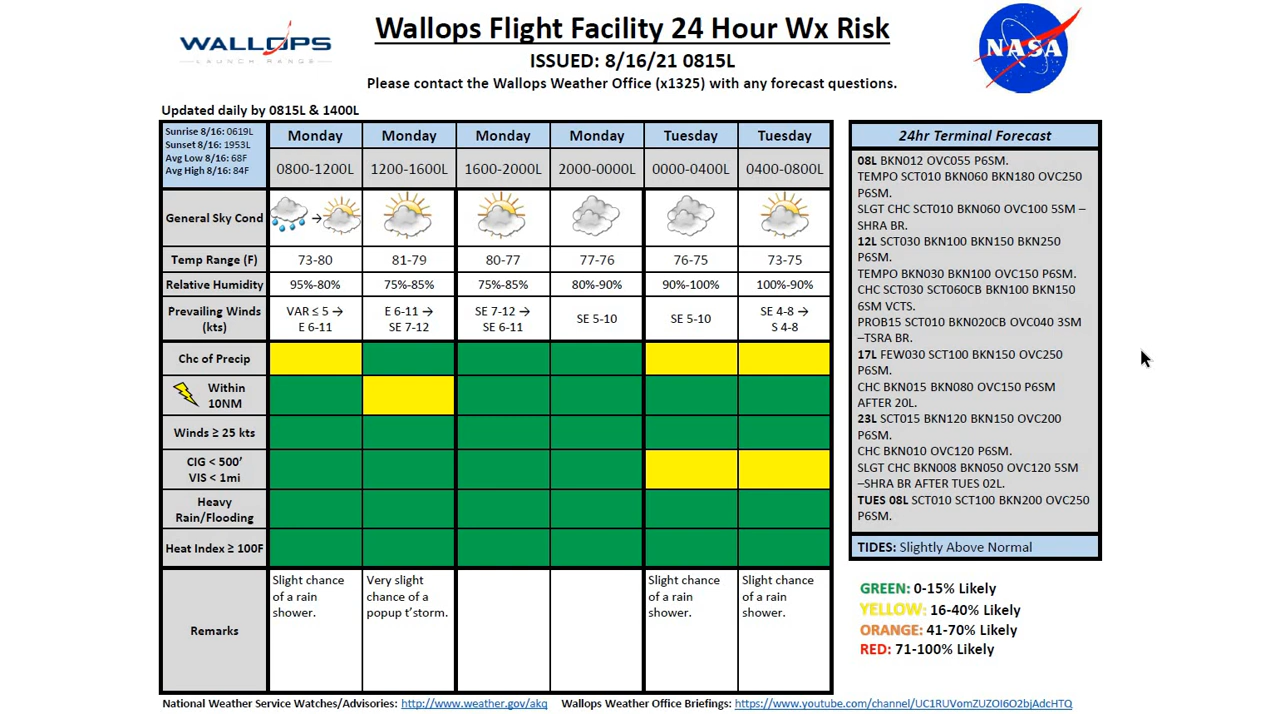 WALLOPS
LAUNCH RANGE
Wallops Flight Facility 24 Hour Wx Risk
ISSUED: 8/16/21 0815L
Please contact the Wallops Weather Office (x1325) with any forecast questions.
NASA
Updated daily by 0815L & 1400L
Sunrise 8/16: 0619L
Sunset 8/16: 1953L
Avg Low 8/16: 68F
Avg High 8/16: 84F
Monday Monday Monday Monday Tuesday Tuesday
0800-1200L 1200-1600L 1600-2000L 2000-0000L 0000-0400L 0400-0800L
General Sky Cond
Temp Range (F) 73-80 81-79 80-77 77-76 76-75 73-75
Relative Humidity 95%-80% 75%-85% 75%-85% 80%-90% 90%-100% 100%-90%
Prevailing Winds (kts) VAR ≤ 5 → E 6-11 E 6-11 → SE 7-12 SE 7-12 → SE 6-11 SE 5-10 SE 5-10 SE 4-8 → S 4-8
Chc of Precip
Within
10NM
Winds ≥ 25 kts
CIG < 500'
VIS < 1mi
Heavy
Rain/Flooding
Heat Index ≥ 100F
Remarks
Slight chance
of a rain
shower.
Very slight
chance of a
popup t'storm.
Slight chance
of a rain
shower.
Slight chance
of a rain
shower.
24hr Terminal Forecast
08L BKN012 OVC055 P6SM.
TEMPO SCT010 BKN060 BKN180 OVC250
P6SM.
SLGT CHC SCT010 BKN060 OVC100 5SM –
SHRA BR.
12L SCT030 BKN100 BKN150 BKN250
P6SM.
TEMPO BKN030 BKN100 OVC150 P6SM.
CHC SCT030 SCT060CB BKN100 BKN150
6SM VCTS.
PROB15 SCT010 BKN020CB OVC040 3SM
–TSRA BR.
17L FEW030 SCT100 BKN150 OVC250
P6SM.
CHC BKN015 BKN080 OVC150 P6SM
AFTER 20L.
23L SCT015 BKN120 BKN150 OVC200
P6SM.
CHC BKN010 OVC120 P6SM.
SLGT CHC BKN008 BKN050 OVC120 5SM
–SHRA BR AFTER TUES 02L.
TUES 08L SCT010 SCT100 BKN200 OVC250
P6SM.
TIDES: Slightly Above Normal
GREEN: 0-15% Likely
YELLOW: 16-40% Likely
ORANGE: 41-70% Likely
RED: 71-100% Likely
National Weather Service Watches/Advisories: http://www.weather.gov/akq Wallops Weather Office Briefings: https://www.youtube.com/channel/UC1RUVomZUZOI6O2bjAdcHTQ